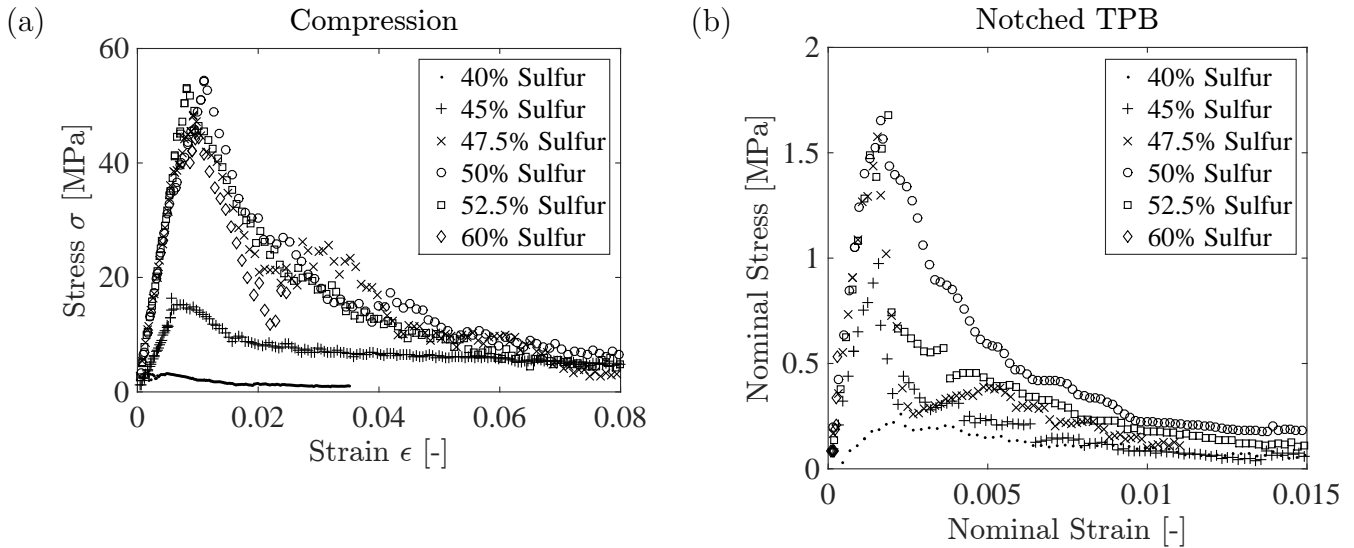 (a)
Compression
60
40
20
0
Stress σ [MPa]
0
0.02
0.04
0.06
0.08
Strain ϵ [-]
40% Sulfur
45% Sulfur
47.5% Sulfur
50% Sulfur
52.5% Sulfur
60% Sulfur
(b)
Notched TPB
2
1.5
1
0.5
0
Nominal Stress [MPa]
0
0.005
0.01
0.015
Nominal Strain [-]
40% Sulfur
45% Sulfur
47.5% Sulfur
50% Sulfur
52.5% Sulfur
60% Sulfur